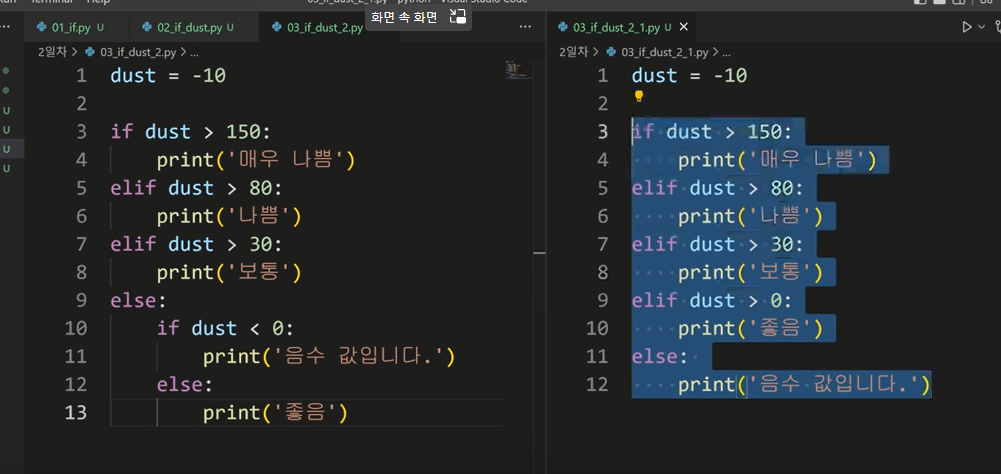 Terminal Help
03_if_dust_2_1.py - python - Visual Studio Code
화면 속 화면
01_if.py U
02_if_dust.py U
03_if_dust_2.py
...
03_if_dust_2_1.py U
2일차 > 03_if_dust_2.py > ...
1 dust = -10
2
3 if dust > 150:
4 print('매우 나쁨')
5 elif dust > 80:
6 print('나쁨')
7 elif dust > 30:
8 print('보통')
9 else:
10 if dust < 0:
11 print('음수 값입니다.')
12 else:
13 print('좋음')
U
U
U
U
2일차 > 03_if_dust_2_1.py > ...
1 dust = -10
2
3 if dust > 150:
4 print('매우 나쁨')
5 elif dust > 80:
6 print('나쁨')
7 elif dust > 30:
8 print('보통')
9 elif dust > 0:
10 print('좋음')
11 else:
12 print('음수 값입니다.')